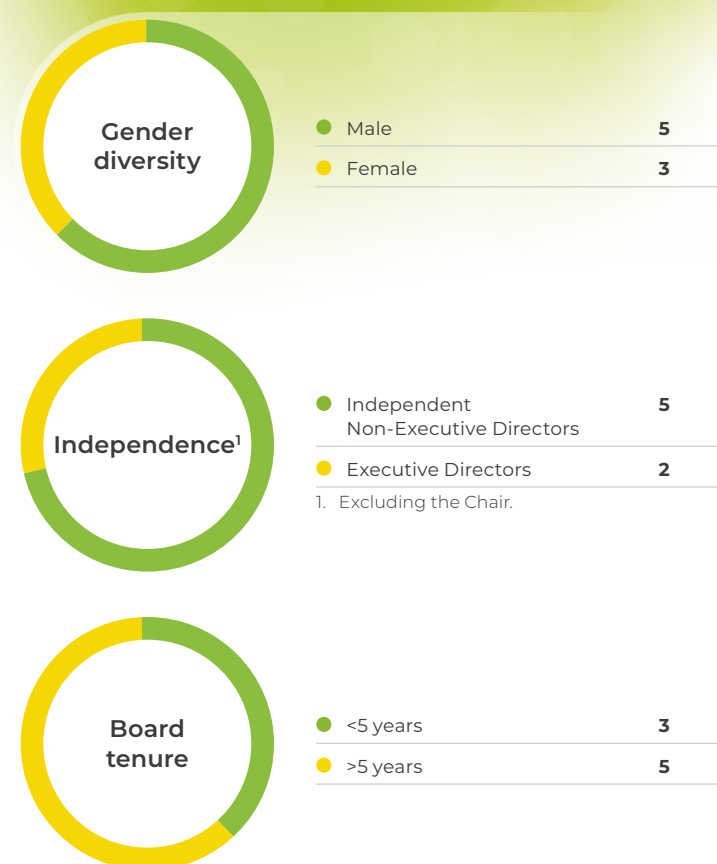 Gender
diversity
Male 5
Female 3
Independence¹
Independent 5
Non-Executive Directors
Executive Directors 2
1. Excluding the Chair.
Board
tenure
<5 years 3
>5 years 5